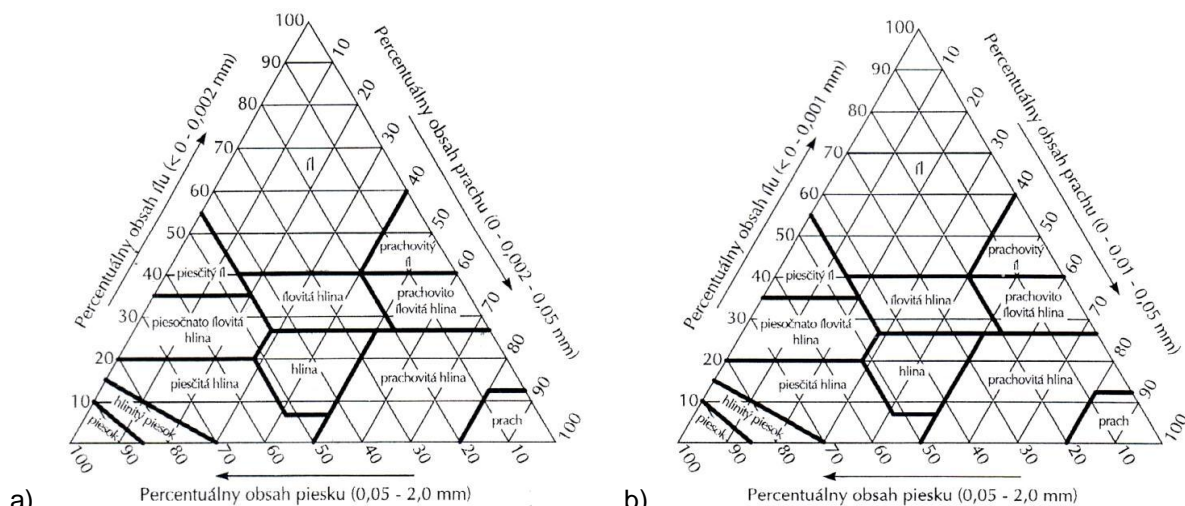 100
90
80
70
60
50
40
30
20
10
10
20
30
40
50
60
70
80
90
100
100
90
80
70
60
50
40
30
20
10
Percentuálny obsah ílu (< 0 - 0,002 mm)
Percentuálny obsah prachu (0 - 0,002 - 0,05 mm)
íl
prachovitý
íl
piesčitý íl
ílovitá hlina
prachovito
ílovitá hlina
piesočnato ílovitá
hlina
hlina
piesčitá hlina
prachovitá hlina
hlinitý piesok
piesok
prach
Percentuálny obsah piesku (0,05 - 2,0 mm)
a)
100
90
80
70
60
50
40
30
20
10
10
20
30
40
50
60
70
80
90
100
100
90
80
70
60
50
40
30
20
10
Percentuálny obsah ílu (< 0 - 0,001 mm)
Percentuálny obsah prachu (0 - 0,01 - 0,05 mm)
íl
prachovitý
íl
piesčitý íl
ílovitá hlina
prachovito
ílovitá hlina
piesočnato ílovitá
hlina
hlina
piesčitá hlina
prachovitá hlina
hlinitý piesok
piesok
prach
Percentuálny obsah piesku (0,05 - 2,0 mm)
b)